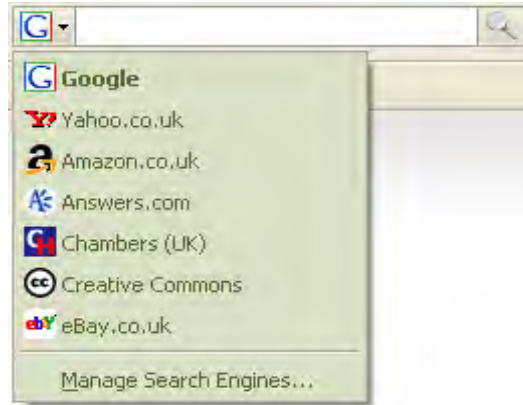 Google
Yahoo.co.uk
Amazon.co.uk
Answers.com
Chambers (UK)
Creative Commons
eBay.co.uk
Manage Search Engines...